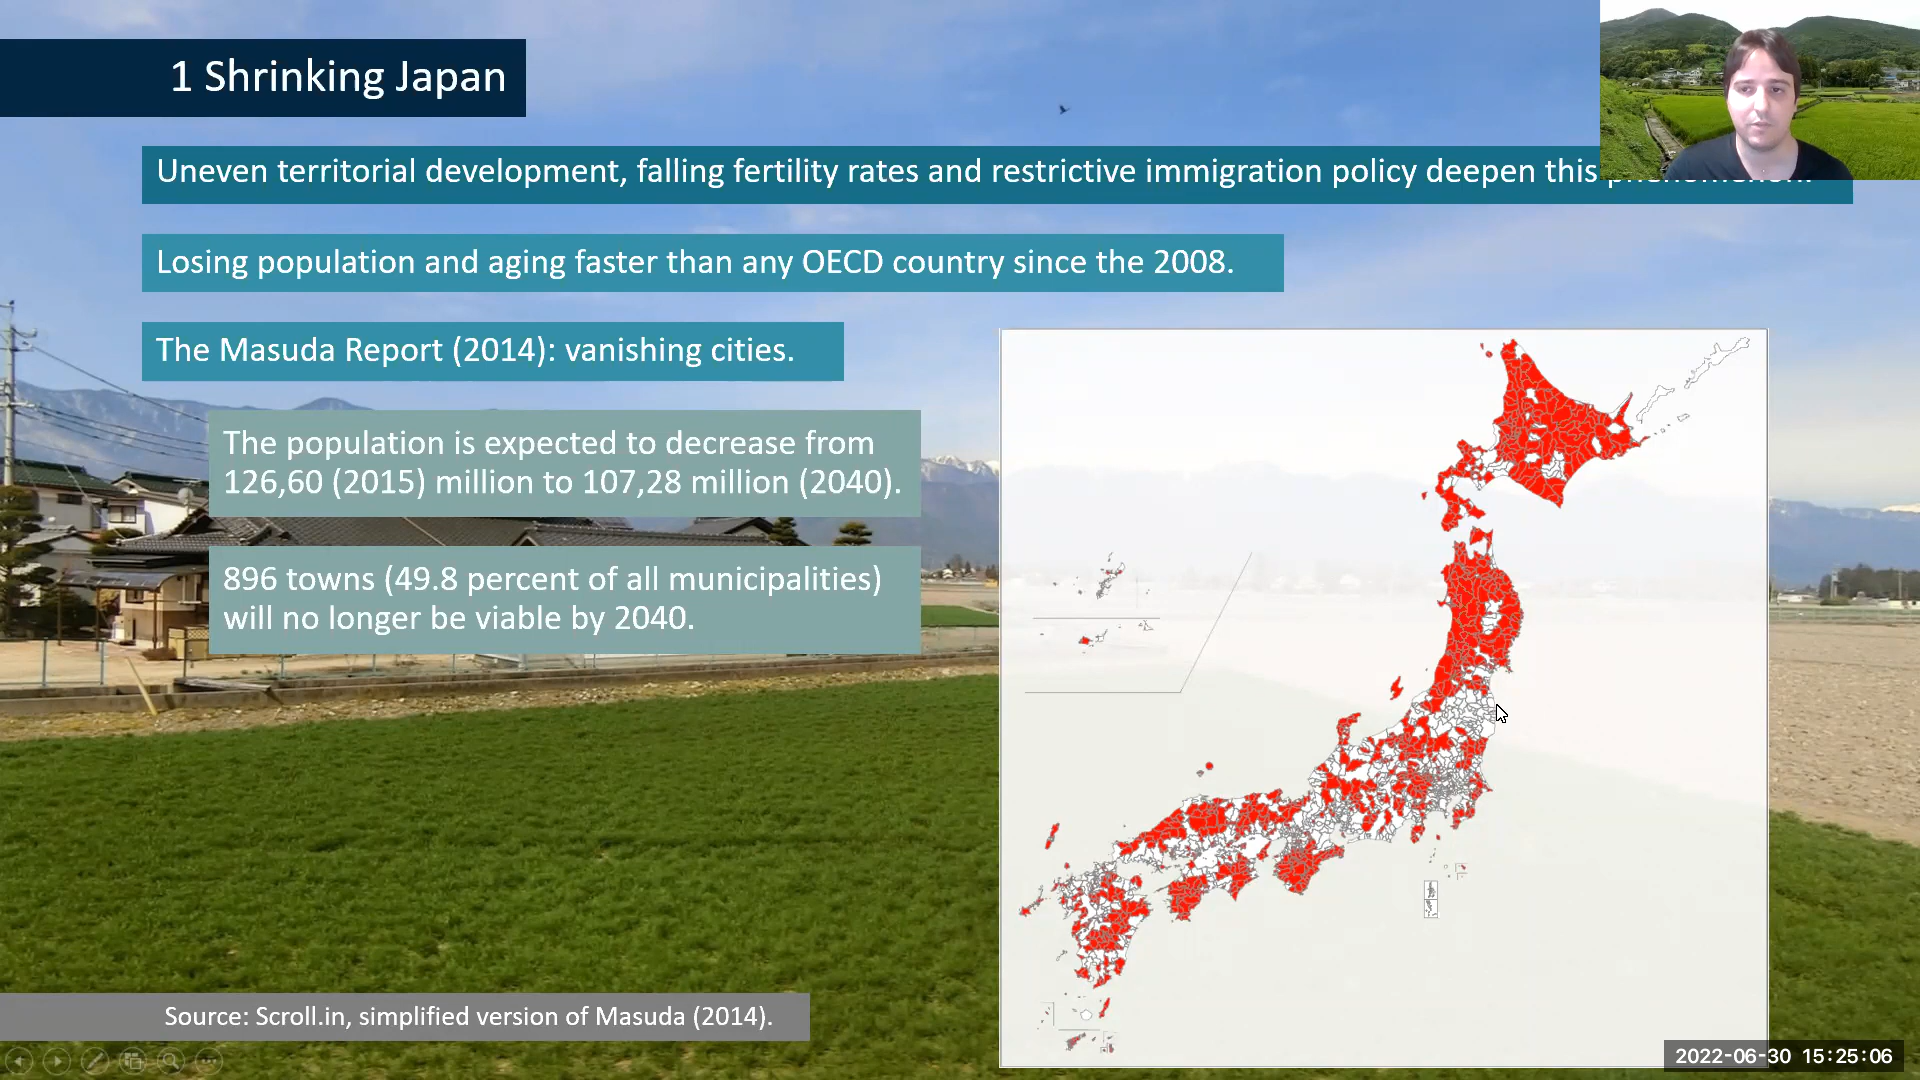 1 Shrinking Japan
Uneven territorial development, falling fertility rates and restrictive immigration policy deepen this
Losing population and aging faster than any OECD country since the 2008.
The Masuda Report (2014): vanishing cities.
The population is expected to decrease from
126,60 (2015) million to 107,28 million (2040).
896 towns (49.8 percent of all municipalities)
will no longer be viable by 2040.
Source: Scroll.in, simplified version of Masuda (2014).
2022-06-30 15:25:06